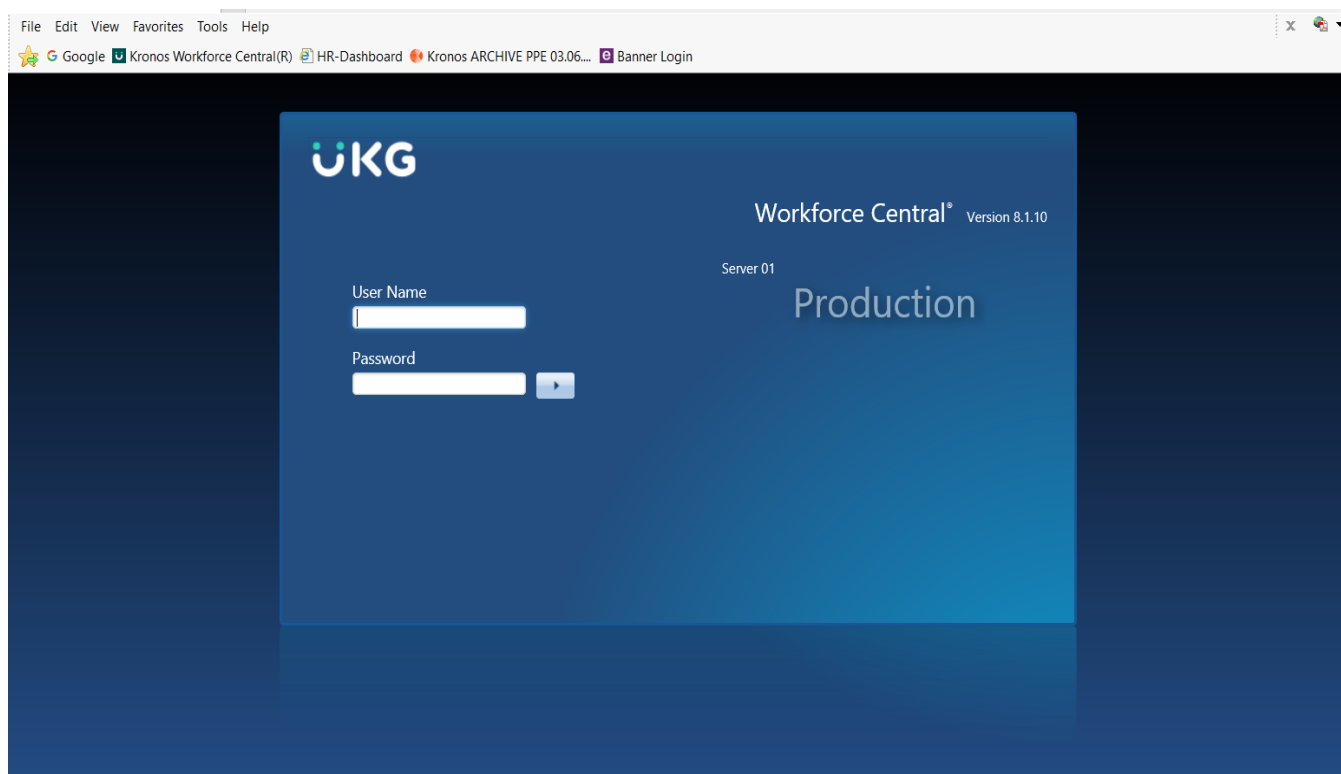 File Edit View Favorites Tools Help
G Google Kronos Workforce Central(R) HR-Dashboard Kronos ARCHIVE PPE 03.06.... Banner Login
UKG
Workforce Central® Version 8.1.10
Server 01
Production
User Name
Password